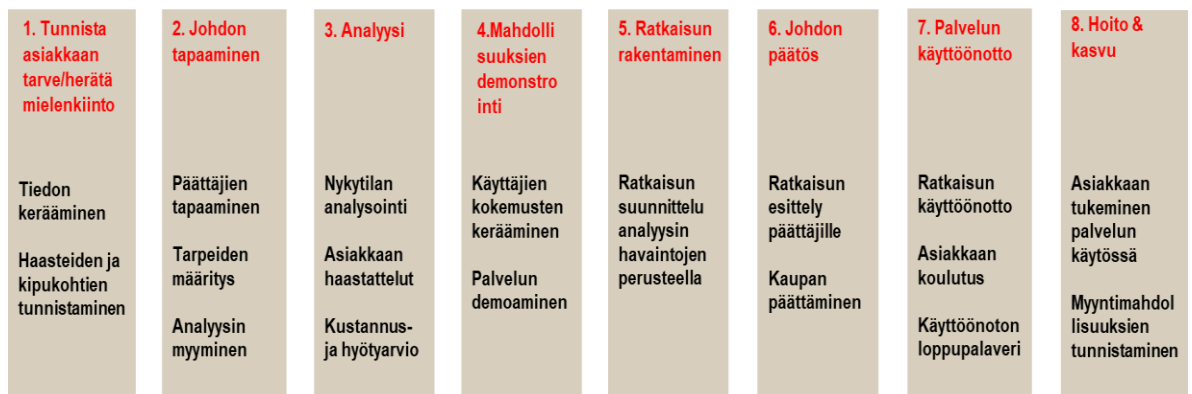 1. Tunnista
asiakkaan
tarve/herätä
mielenkiinto
Tiedon
kerääminen
Haasteiden ja
kipukohtien
tunnistaminen
2. Johdon
tapaaminen
Päättäjien
tapaaminen
Tarpeiden
määritys
Analyysin
myyminen
3. Analyysi
Nykytilan
analysointi
Asiakkaan
haastattelut
Kustannus-
ja hyötyarvio
4.Mahdolli
suuksien
demonstro
inti
Käyttäjien
kokemusten
kerääminen
Palvelun
demoaminen
5. Ratkaisun
rakentaminen
Ratkaisun
suunnittelu
analyysin
havaintojen
perusteella
6. Johdon
päätös
Ratkaisun
esittely
päättäjille
Kaupan
päättäminen
7. Palvelun
käyttöönotto
Ratkaisun
käyttöönotto
Asiakkaan
koulutus
Käyttöönoton
loppupalaveri
8. Hoito &
kasvu
Asiakkaan
tukeminen
palvelun
käytössä
Myyntimahdol
lisuuksien
tunnistaminen